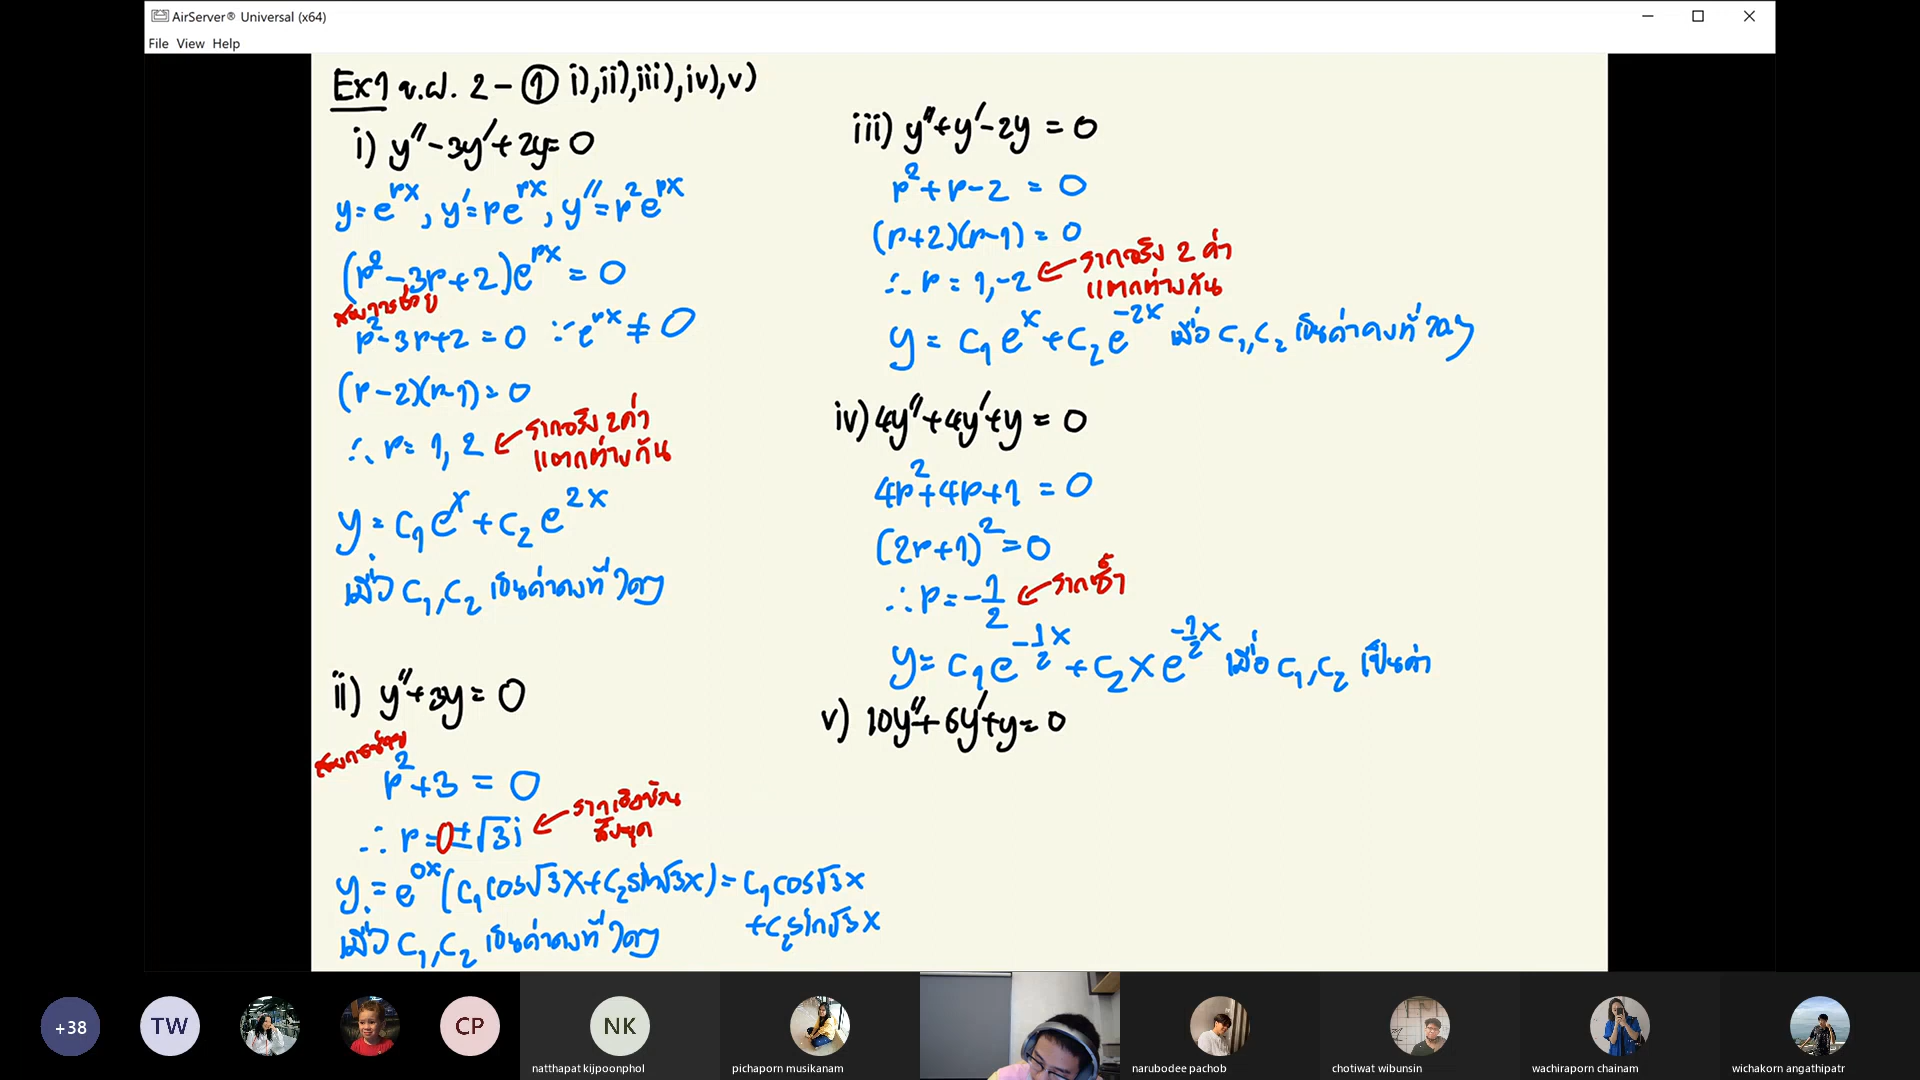 AirServer® Universal (x64)
File View Help
Ex1 บ.ฝ. 2 - ① i), ii), iii), iv), v)
i) y″ - 3y′ + 2y = 0
y = e^{rx}, y′ = re^{rx}, y″ = r²e^{rx}
(r² - 3r + 2)e^{rx} = 0
สมการช่วย
r² - 3r + 2 = 0 ∵ e^{rx} ≠ 0
(r - 2)(r - 1) = 0
∴ r = 1, 2 ← รากจริง 2 ค่า
แตกต่างกัน
y = c₁e^{x} + c₂e^{2x}
เมื่อ c₁, c₂ เป็นค่าคงที่ใดๆ
ii) y″ + 3y = 0
สมการช่วย
r² + 3 = 0
∴ r = 0 ± √3 i ← รากเชิงซ้อน
สังยุค
y = e^{0x}(c₁cos√3x + c₂sin√3x) = c₁cos√3x
+ c₂sin√3x
เมื่อ c₁, c₂ เป็นค่าคงที่ใดๆ
iii) y″ + y′ - 2y = 0
r² + r - 2 = 0
(r + 2)(r - 1) = 0
∴ r = 1, -2 ← รากจริง 2 ค่า
แตกต่างกัน
y = c₁e^{x} + c₂e^{-2x} เมื่อ c₁, c₂ เป็นค่าคงที่ใดๆ
iv) 4y″ + 4y′ + y = 0
4r² + 4r + 1 = 0
(2r + 1)² = 0
∴ r = -1/2 ← รากซ้ำ
y = c₁e^{-1/2 x} + c₂xe^{-1/2 x} เมื่อ c₁, c₂ เป็นค่า
v) 10y″ + 6y′ + y = 0
+38
TW
CP
NK
natthapat kijpoonphol
pichaporn musikanam
narubodee pachob
chotiwat wibunsin
wachiraporn chainam
wichakorn angathipatr